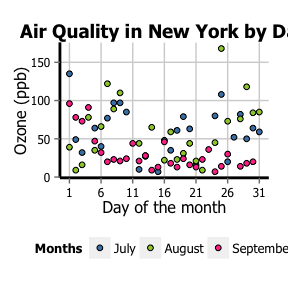 Air Quality in New York by Da
Ozone (ppb)
150
100
50
0
1 6 11 16 21 26 31
Day of the month
Months July August Septembe